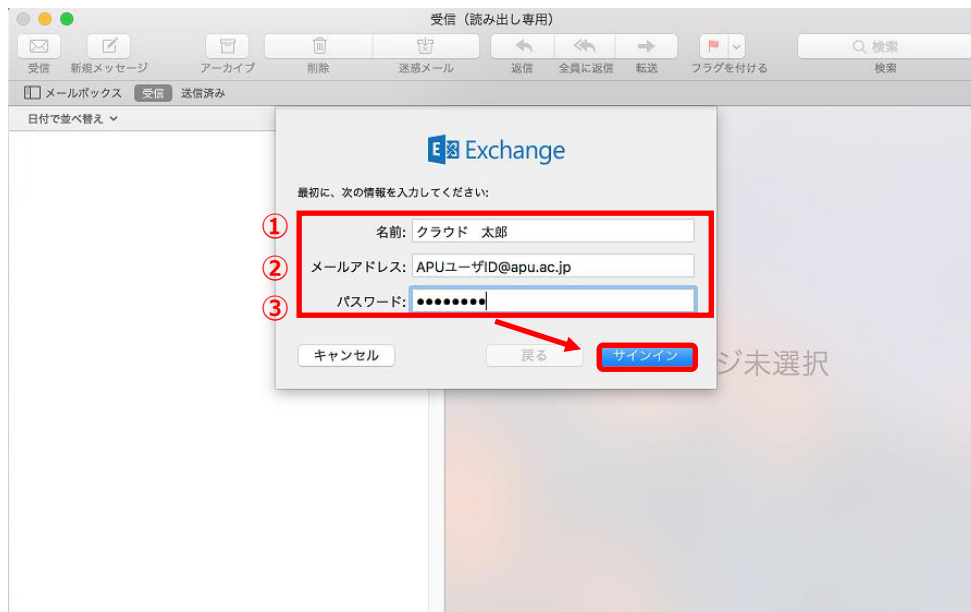 受信（読み出し専用）
受信 新規メッセージ アーカイブ 削除 迷惑メール 返信 全員に返信 転送 フラグを付ける 検索
検索
メールボックス 受信 送信済み
日付で並べ替え
E Exchange
最初に、次の情報を入力してください:
① 名前: クラウド　太郎
② メールアドレス: APUユーザID@apu.ac.jp
③ パスワード: ●●●●●●●●
キャンセル 戻る サインイン
ジ未選択